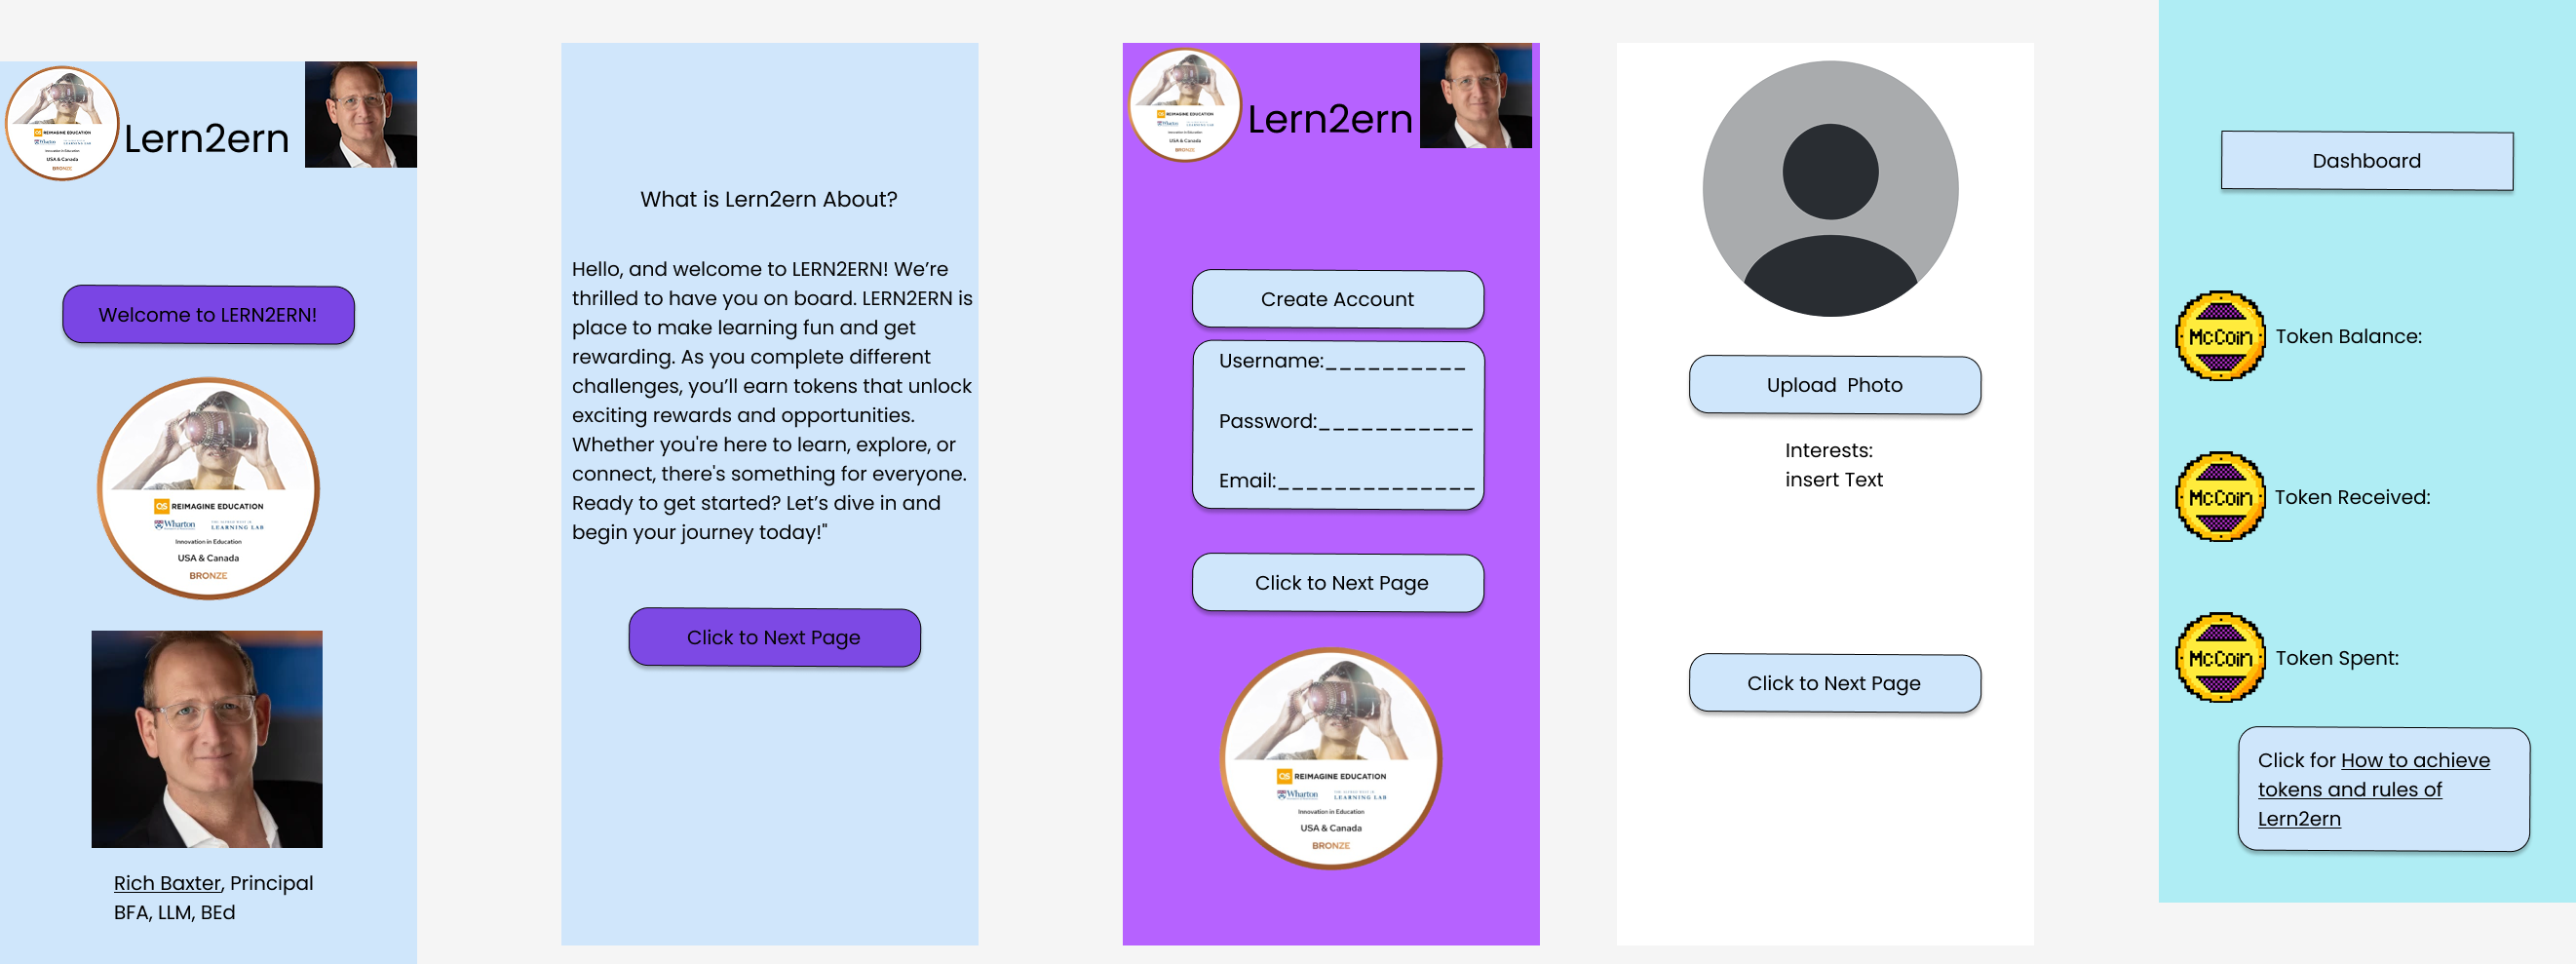 QS REIMAGINE EDUCATION
Wharton
LEARNING LAB
Innovation in Education
USA & Canada
BRONZE
Lern2ern
Welcome to LERN2ERN!
QS REIMAGINE EDUCATION
Wharton
LEARNING LAB
Innovation in Education
USA & Canada
BRONZE
Rich Baxter, Principal
BFA, LLM, BEd
What is Lern2ern About?
Hello, and welcome to LERN2ERN! We’re
thrilled to have you on board. LERN2ERN is
place to make learning fun and get
rewarding. As you complete different
challenges, you’ll earn tokens that unlock
exciting rewards and opportunities.
Whether you're here to learn, explore, or
connect, there's something for everyone.
Ready to get started? Let’s dive in and
begin your journey today!"
Click to Next Page
QS REIMAGINE EDUCATION
Wharton
LEARNING LAB
Innovation in Education
USA & Canada
BRONZE
Lern2ern
Create Account
Username:__________
Password:___________
Email:______________
Click to Next Page
QS REIMAGINE EDUCATION
Wharton
LEARNING LAB
Innovation in Education
USA & Canada
BRONZE
Upload  Photo
Interests:
insert Text
Click to Next Page
Dashboard
McCoin Token Balance:
McCoin Token Received:
McCoin Token Spent:
Click for How to achieve
tokens and rules of
Lern2ern